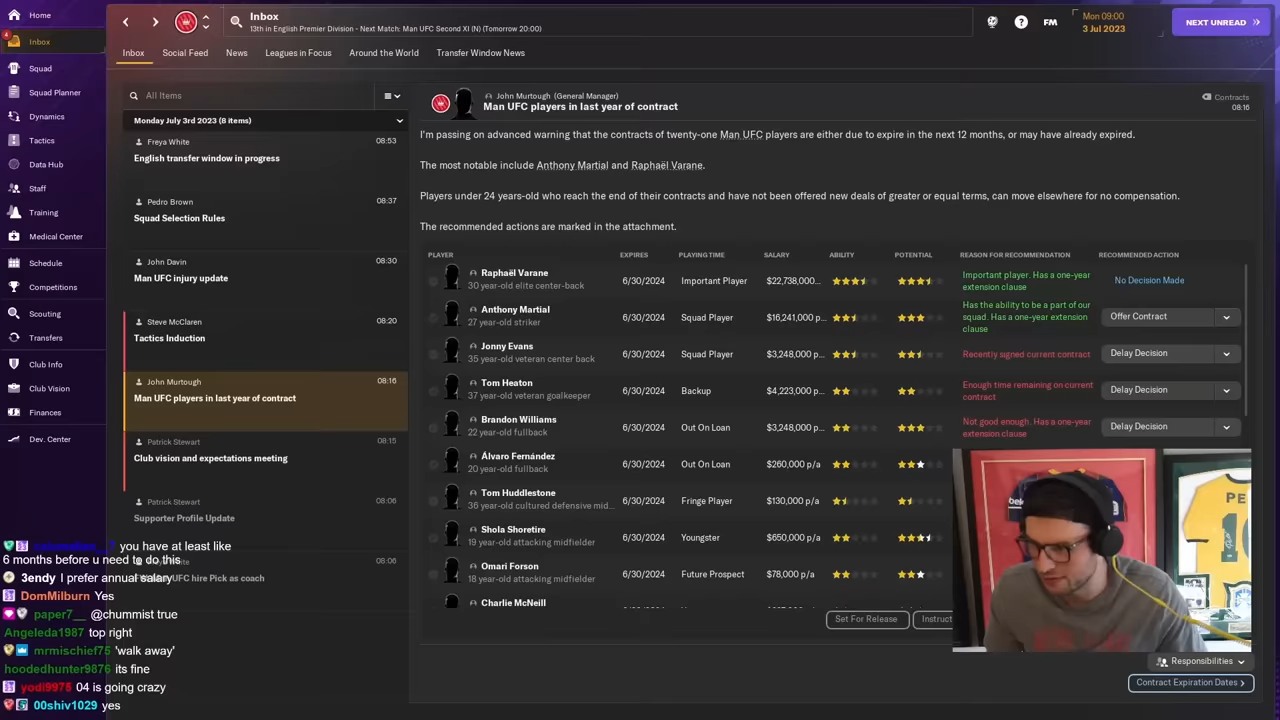 Home
4
Inbox
Squad
Squad Planner
Dynamics
Tactics
Data Hub
Staff
Training
Medical Center
Schedule
Competitions
Scouting
Transfers
Club Info
Club Vision
Finances
Dev. Center
Inbox
13th in English Premier Division - Next Match: Man UFC Second XI (N) (Tomorrow 20:00)
FM
Mon 09:00
3 Jul 2023
NEXT UNREAD
Inbox
Social Feed
News
Leagues in Focus
Around the World
Transfer Window News
All Items
Monday July 3rd 2023 (8 items)
Freya White 08:53
English transfer window in progress
Pedro Brown 08:37
Squad Selection Rules
John Davin 08:30
Man UFC injury update
Steve McClaren 08:20
Tactics Induction
John Murtough 08:16
Man UFC players in last year of contract
Patrick Stewart 08:15
Club vision and expectations meeting
Patrick Stewart 08:06
Supporter Profile Update
08:06
UFC hire Pick as coach
you have at least like
6 months before u need to do this
3endy I prefer annual salary
DomMilburn Yes
paper7__ @chummist true
Angeleda1987 top right
mrmischief75 'walk away'
hoodedhunter9876 its fine
yodi9975 04 is going crazy
00shiv1029 yes
John Murtough (General Manager)
Man UFC players in last year of contract
Contracts
08:16
I'm passing on advanced warning that the contracts of twenty-one Man UFC players are either due to expire in the next 12 months, or may have already expired.
The most notable include Anthony Martial and Raphaël Varane.
Players under 24 years-old who reach the end of their contracts and have not been offered new deals of greater or equal terms, can move elsewhere for no compensation.
The recommended actions are marked in the attachment.
PLAYER EXPIRES PLAYING TIME SALARY ABILITY POTENTIAL REASON FOR RECOMMENDATION RECOMMENDED ACTION
Raphaël Varane
30 year-old elite center-back
6/30/2024 Important Player $22,738,000...
Important player. Has a one-year
extension clause
No Decision Made
Anthony Martial
27 year-old striker
6/30/2024 Squad Player $16,241,000 p...
Has the ability to be a part of our
squad. Has a one-year extension
clause
Offer Contract
Jonny Evans
35 year-old veteran center back
6/30/2024 Squad Player $3,248,000 p...
Recently signed current contract
Delay Decision
Tom Heaton
37 year-old veteran goalkeeper
6/30/2024 Backup $4,223,000 p...
Enough time remaining on current
contract
Delay Decision
Brandon Williams
22 year-old fullback
6/30/2024 Out On Loan $3,248,000 p...
Not good enough. Has a one-year
extension clause
Delay Decision
Álvaro Fernández
20 year-old fullback
6/30/2024 Out On Loan $260,000 p/a
Tom Huddlestone
36 year-old cultured defensive mid...
6/30/2024 Fringe Player $130,000 p/a
Shola Shoretire
19 year-old attacking midfielder
6/30/2024 Youngster $650,000 p/a
Omari Forson
18 year-old attacking midfielder
6/30/2024 Future Prospect $78,000 p/a
Charlie McNeill
Set For Release
Instruct
PE
10
Responsibilities
Contract Expiration Dates